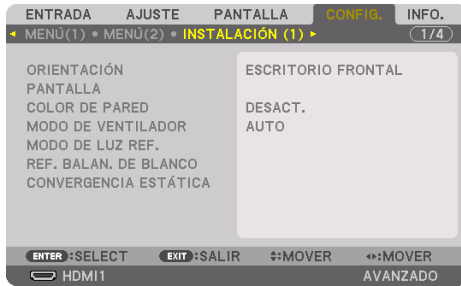 ENTRADA AJUSTE PANTALLA CONFIG. INFO.
MENÚ(1) MENÚ(2) INSTALACIÓN (1) 1/4
ORIENTACIÓN ESCRITORIO FRONTAL
PANTALLA
COLOR DE PARED DESACT.
MODO DE VENTILADOR AUTO
MODO DE LUZ REF.
REF. BALAN. DE BLANCO
CONVERGENCIA ESTÁTICA
ENTER :SELECT EXIT :SALIR :MOVER :MOVER
HDMI1 AVANZADO